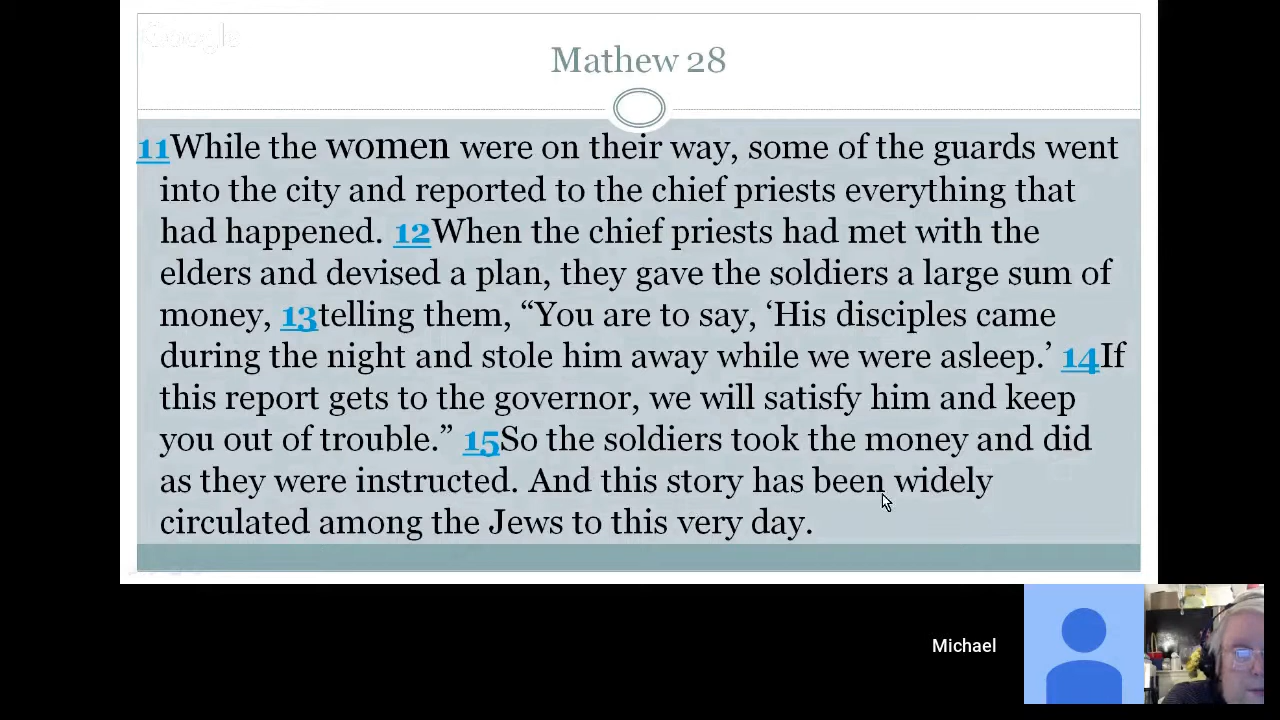 Google
Mathew 28
11While the women were on their way, some of the guards went
into the city and reported to the chief priests everything that
had happened. 12When the chief priests had met with the
elders and devised a plan, they gave the soldiers a large sum of
money, 13telling them, “You are to say, ‘His disciples came
during the night and stole him away while we were asleep.’ 14If
this report gets to the governor, we will satisfy him and keep
you out of trouble.” 15So the soldiers took the money and did
as they were instructed. And this story has been widely
circulated among the Jews to this very day.
Michael